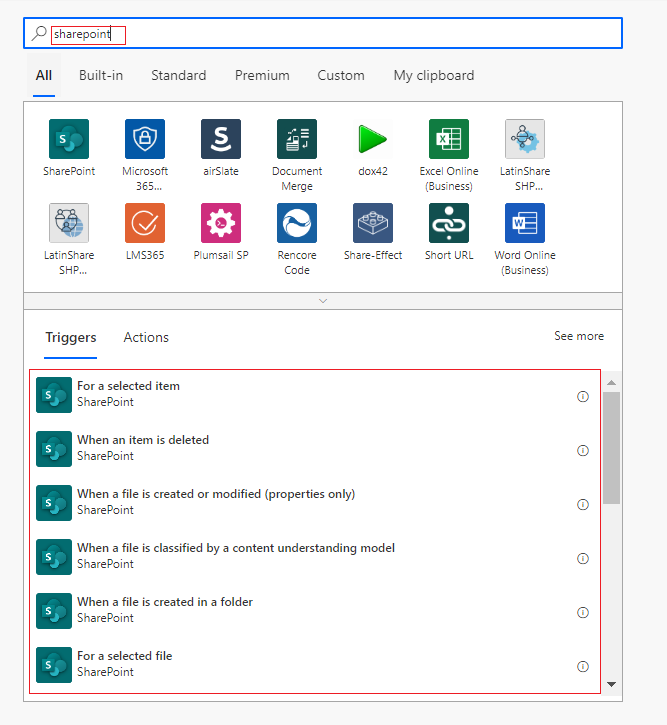 sharepoint
All Built-in Standard Premium Custom My clipboard
SharePoint Microsoft 365... airSlate Document Merge dox42 Excel Online (Business) LatinShare SHP...
LatinShare SHP... LMS365 Plumsail SP Rencore Code Share-Effect Short URL Word Online (Business)
Triggers Actions See more
For a selected item
SharePoint
When an item is deleted
SharePoint
When a file is created or modified (properties only)
SharePoint
When a file is classified by a content understanding model
SharePoint
When a file is created in a folder
SharePoint
For a selected file
SharePoint